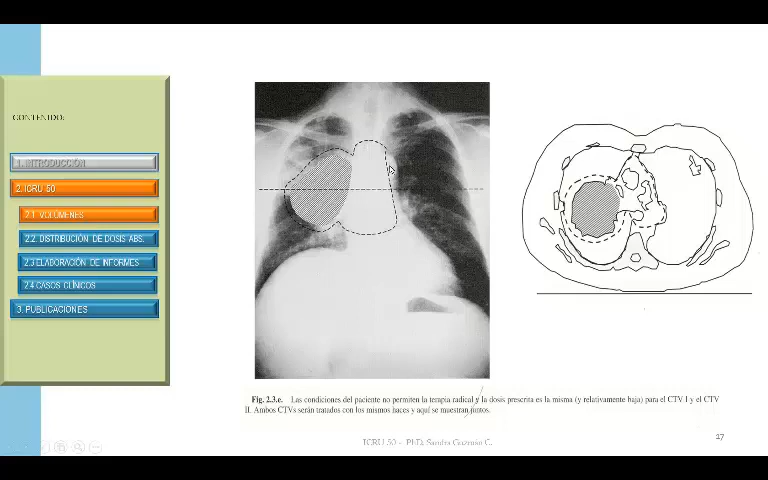 CONTENIDO:
1. INTRODUCCIÓN
2. ICRU 50
2.1. VOLÚMENES
2.2. DISTRIBUCIÓN DE DOSIS ABS.
2.3 ELABORACIÓN DE INFORMES
2.4. CASOS CLÍNICOS
3. PUBLICACIONES
Fig. 2.3.e. Las condiciones del paciente no permiten la terapia radical y la dosis prescrita es la misma (y relativamente baja) para el CTV I y el CTV
II. Ambos CTVs serán tratados con los mismos haces y aquí se muestran juntos.
ICRU 50 - PhD. Sandra Guzmán C.
17